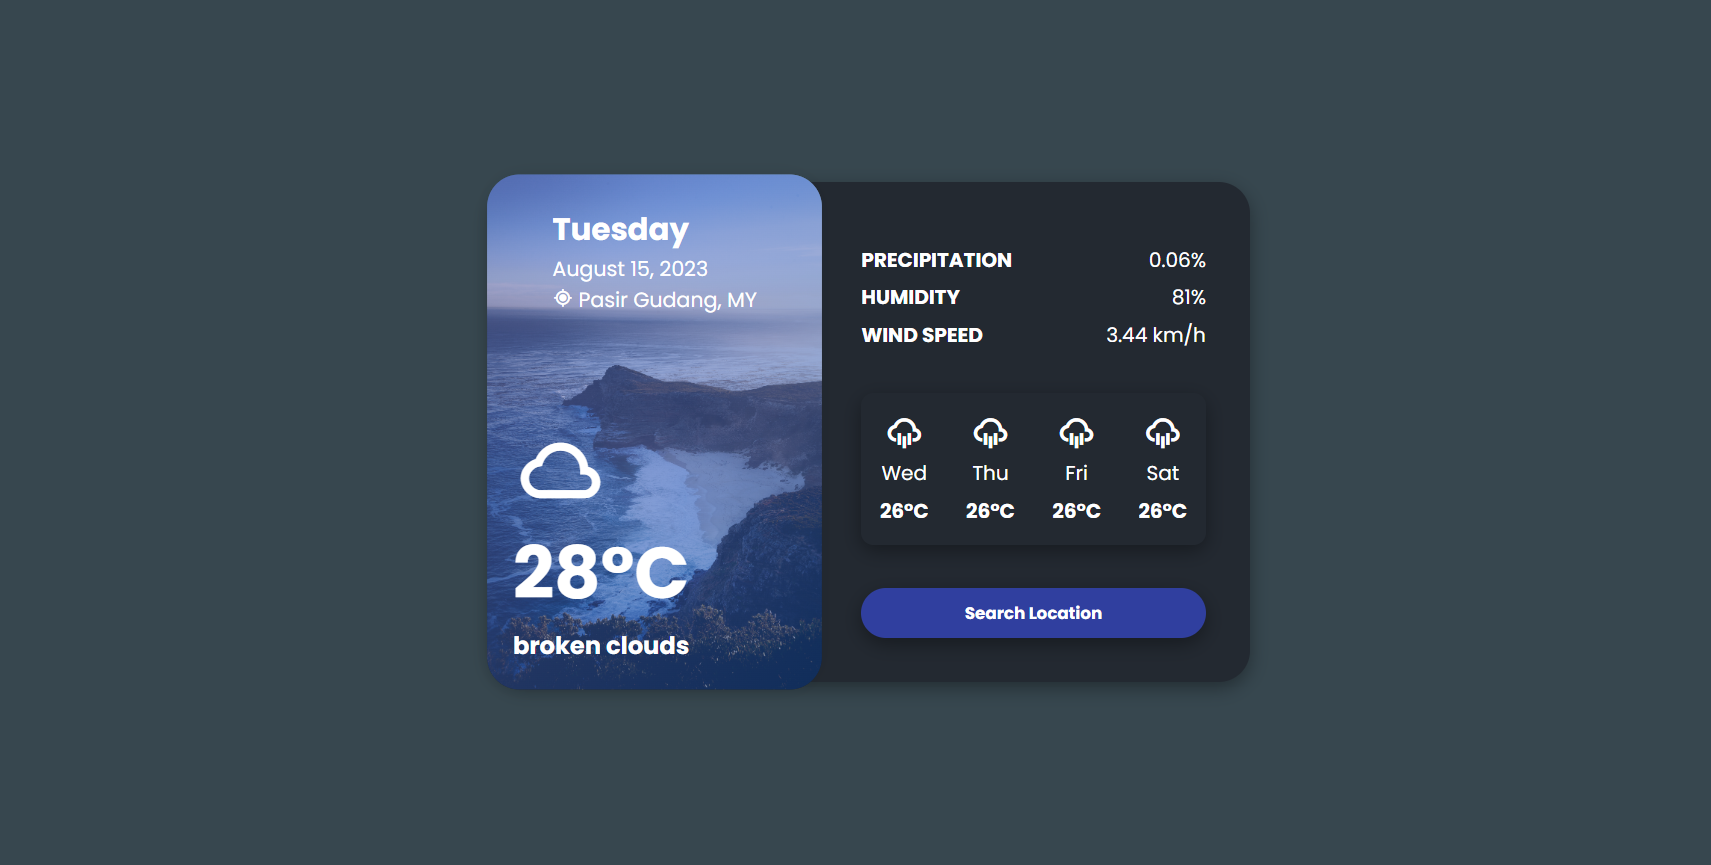 Tuesday
August 15, 2023
Pasir Gudang, MY
28°C
broken clouds
PRECIPITATION 0.06%
HUMIDITY 81%
WIND SPEED 3.44 km/h
Wed Thu Fri Sat
26°C 26°C 26°C 26°C
Search Location